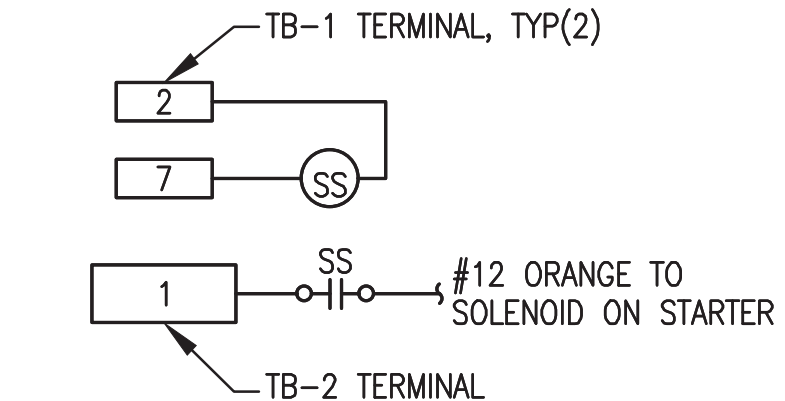 TB-1 TERMINAL, TYP(2)
2
7
SS
SS
1
#12 ORANGE TO
SOLENOID ON STARTER
TB-2 TERMINAL